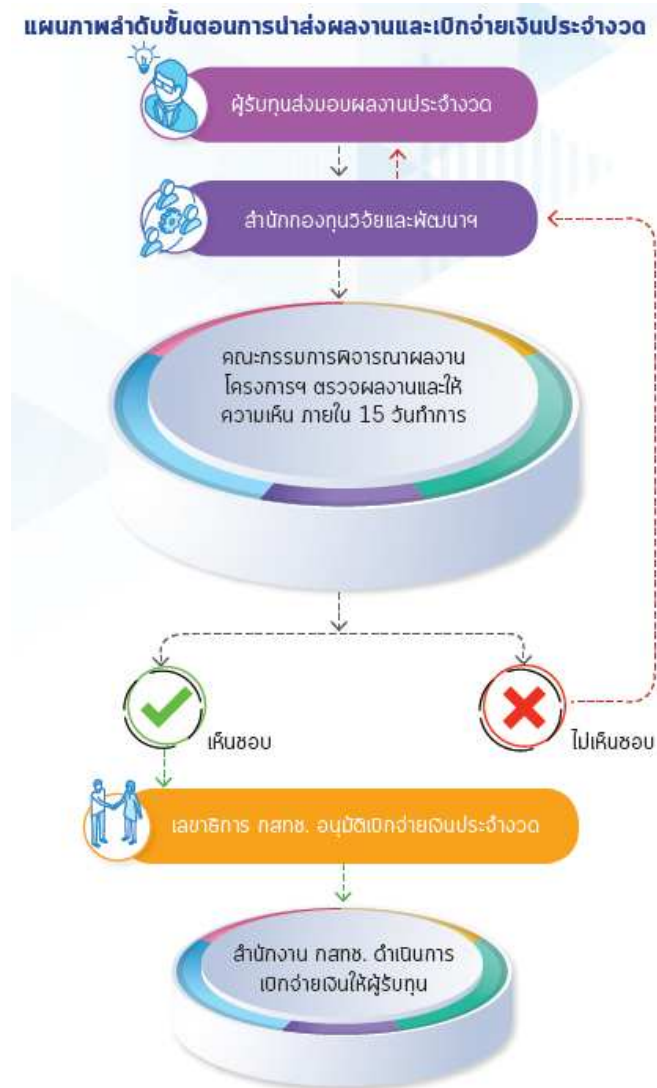 แผนภาพลำดับขั้นตอนการนำส่งผลงานและเบิกจ่ายเงินประจำงวด
ผู้รับทุนส่งมอบผลงานประจำงวด
สำนักกองทุนวิจัยและพัฒนาฯ
คณะกรรมการพิจารณาผลงาน
โครงการฯ ตรวจผลงานและให้
ความเห็น ภายใน 15 วันทำการ
เห็นชอบ
ไม่เห็นชอบ
เลขาธิการ กสทช. อนุมัติเบิกจ่ายเงินประจำงวด
สำนักงาน กสทช. ดำเนินการ
เบิกจ่ายเงินให้ผู้รับทุน